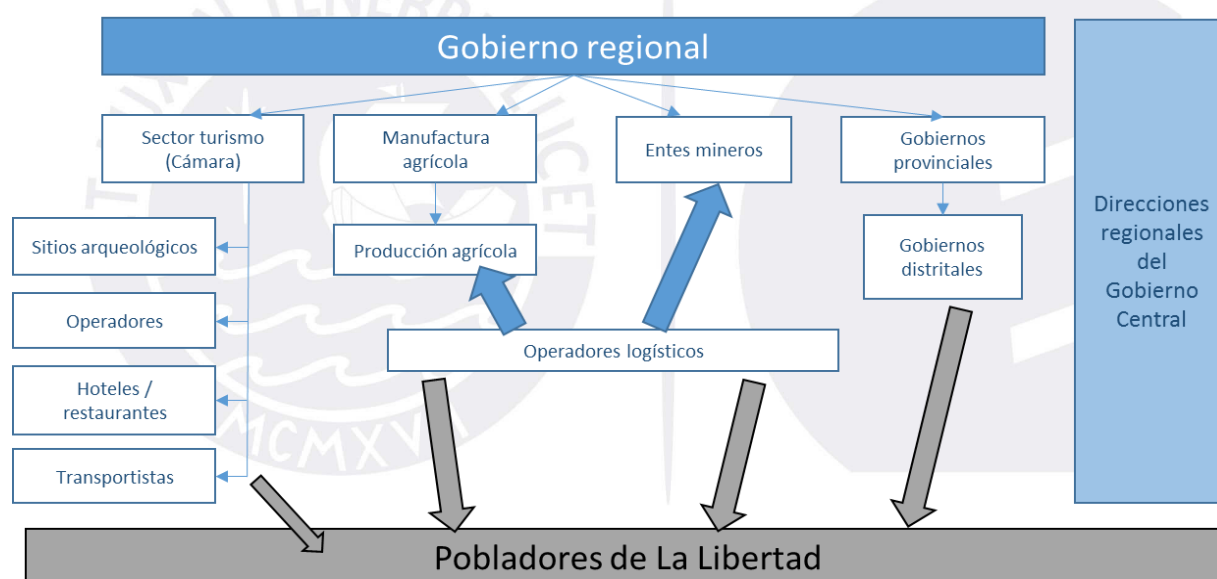 Gobierno regional
Sector turismo
(Cámara)
Manufactura
agrícola
Entes mineros
Gobiernos
provinciales
Direcciones
regionales
del
Gobierno
Central
Sitios arqueológicos
Producción agrícola
Gobiernos
distritales
Operadores
Operadores logísticos
Hoteles /
restaurantes
Transportistas
Pobladores de La Libertad
MCMXVII